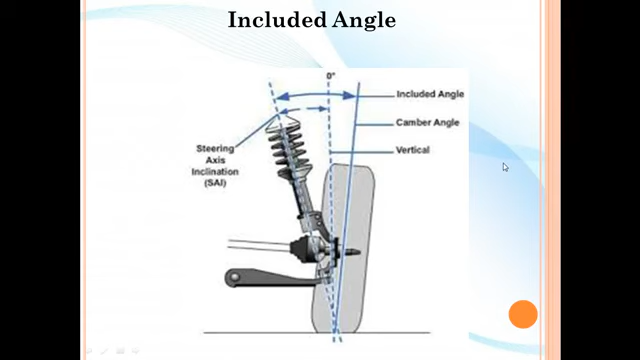 Included Angle
0°
Included Angle
Camber Angle
Vertical
Steering
Axis
Inclination
(SAI)